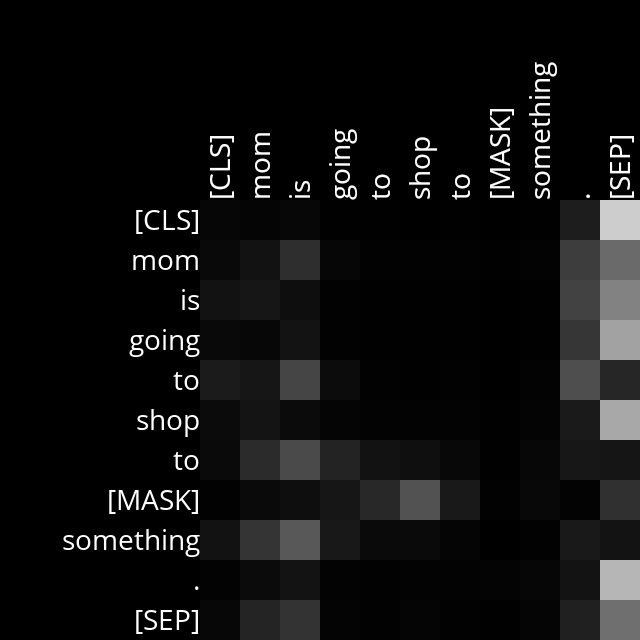 [CLS]
mom
is
going
to
shop
to
[MASK]
something
.
[SEP]
[CLS]
mom
is
going
to
shop
to
[MASK]
something
.
[SEP]